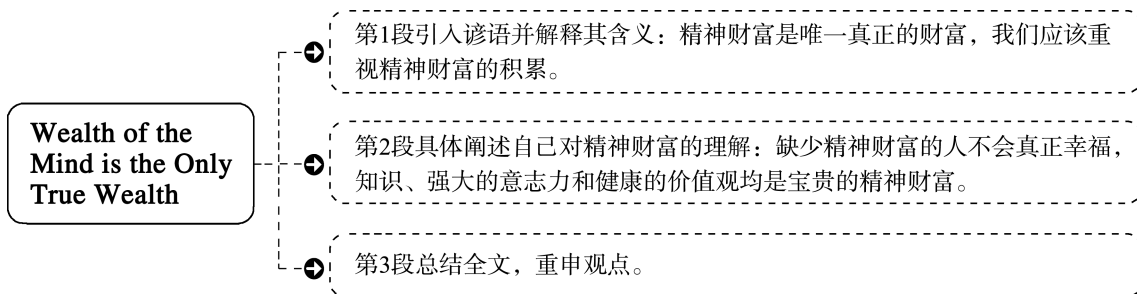 Wealth of the
Mind is the Only
True Wealth
第1段引入谚语并解释其含义：精神财富是唯一真正的财富，我们应该重
视精神财富的积累。
第2段具体阐述自己对精神财富的理解：缺少精神财富的人不会真正幸福，
知识、强大的意志力和健康的价值观均是宝贵的精神财富。
第3段总结全文，重申观点。